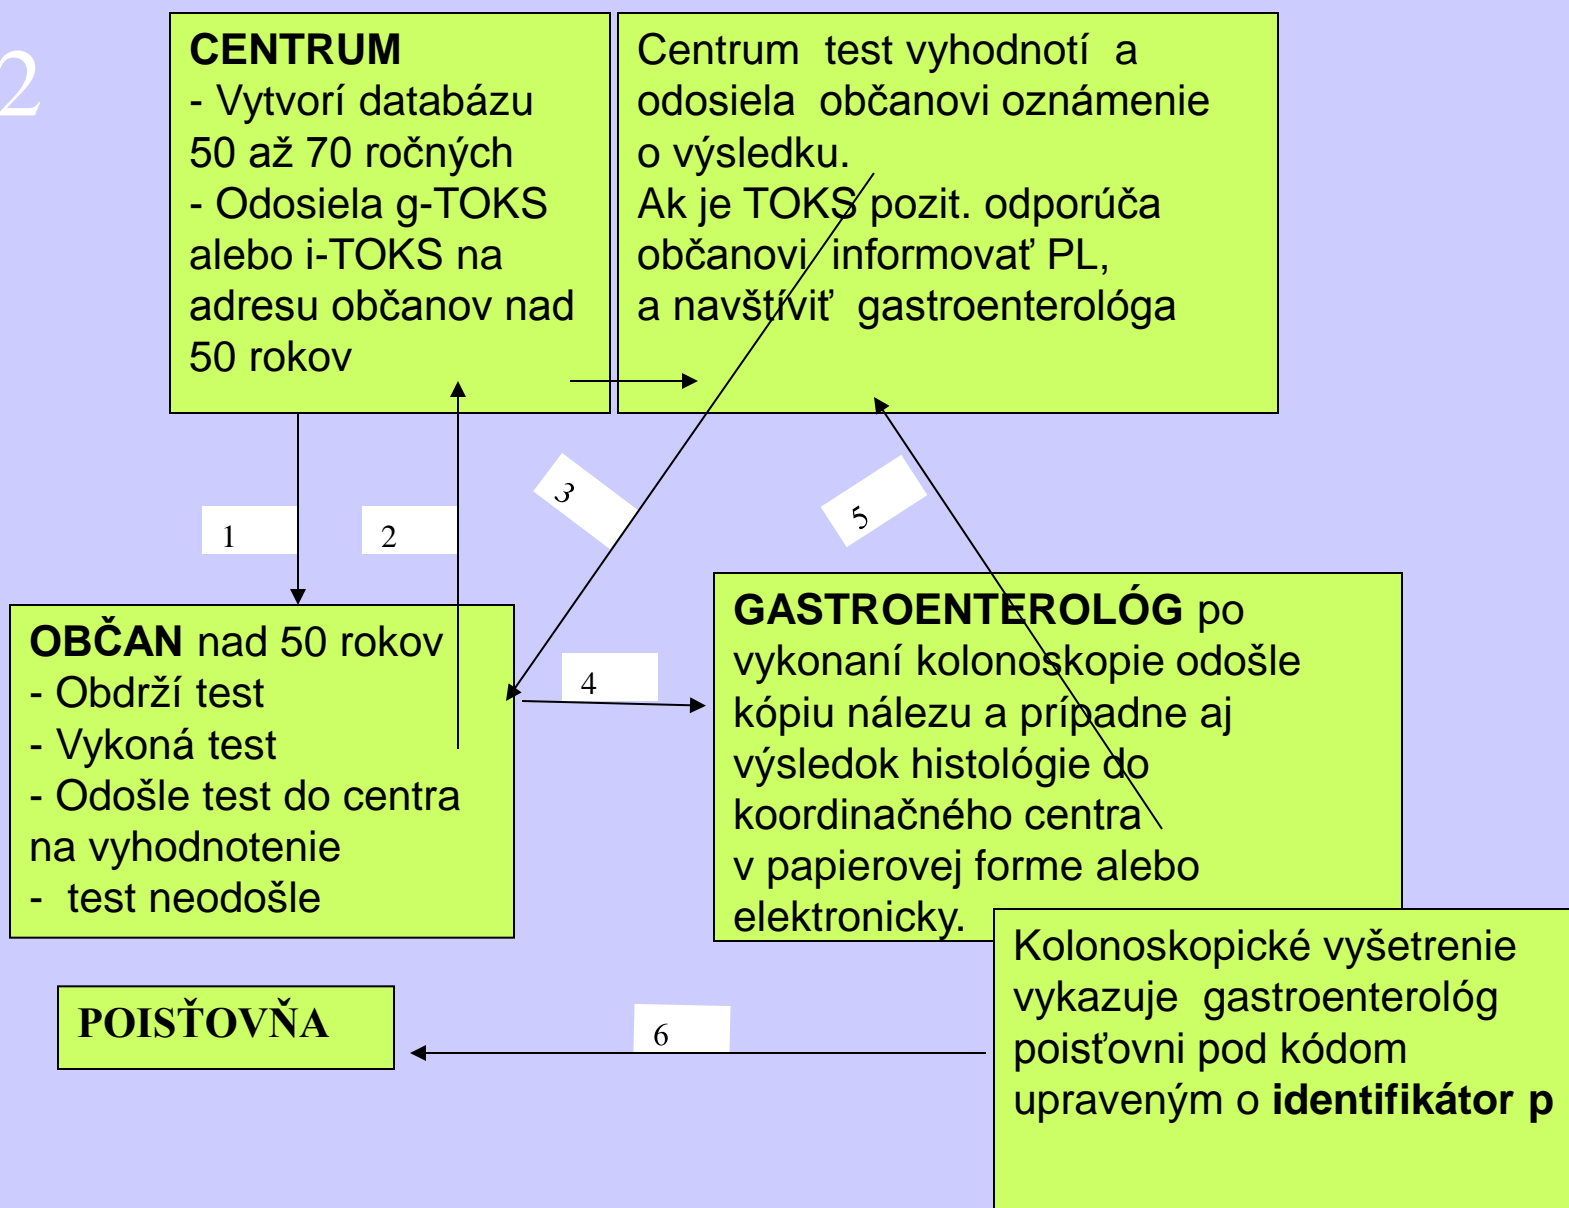 2
CENTRUM
- Vytvorí databázu
50 až 70 ročných
- Odosiela g-TOKS
alebo i-TOKS na
adresu občanov nad
50 rokov
Centrum test vyhodnotí a
odosiela občanovi oznámenie
o výsledku.
Ak je TOKS pozit. odporúča
občanovi informovať PL,
a navštíviť gastroenterológa
1
2
3
5
OBČAN nad 50 rokov
- Obdrží test
- Vykoná test
- Odošle test do centra
na vyhodnotenie
- test neodošle
4
GASTROENTEROLÓG po
vykonaní kolonoskopie odošle
kópiu nálezu a prípadne aj
výsledok histológie do
koordinačného centra
v papierovej forme alebo
elektronicky.
POISŤOVŇA
6
Kolonoskopické vyšetrenie
vykazuje gastroenterológ
poisťovni pod kódom
upraveným o identifikátor p